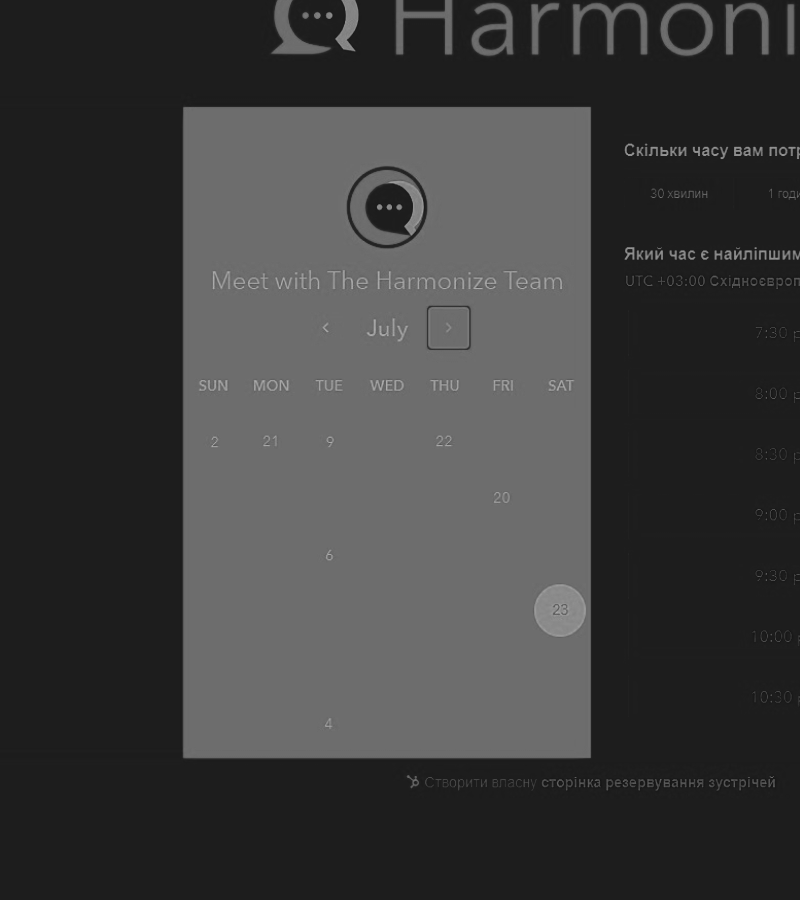 Harmoni
Meet with The Harmonize Team
July
SUN MON TUE WED THU FRI SAT
2 21 9 22
20
6
23
4
Скільки часу вам потр
30 хвилин 1 годи
Який час є найліпшим
UTC +03:00 Східноєвроп
7:30 p
8:00 p
8:30 p
9:00 p
9:30 p
10:00 p
10:30 p
Створити власну сторінка резервування зустрічей